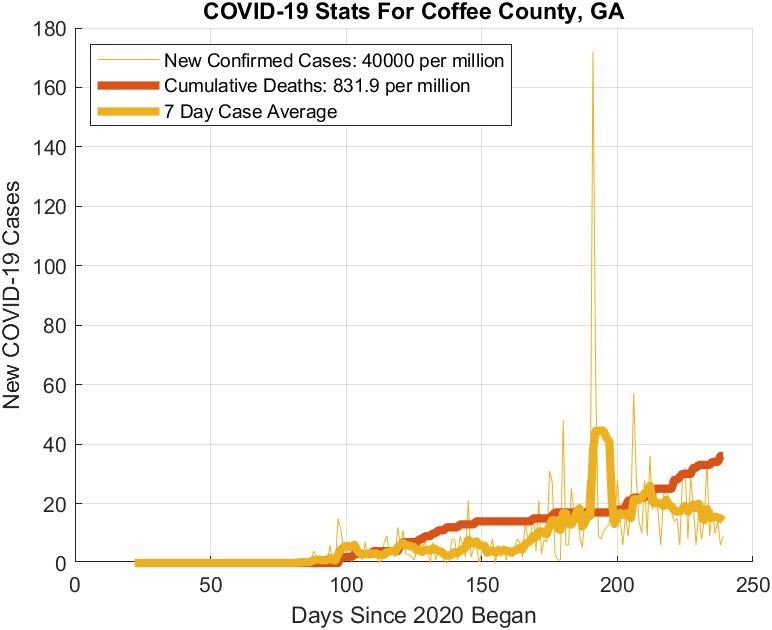 COVID-19 Stats For Coffee County, GA
New Confirmed Cases: 40000 per million
Cumulative Deaths: 831.9 per million
7 Day Case Average
New COVID-19 Cases
180
160
140
120
100
80
60
40
20
0
0 50 100 150 200 250
Days Since 2020 Began